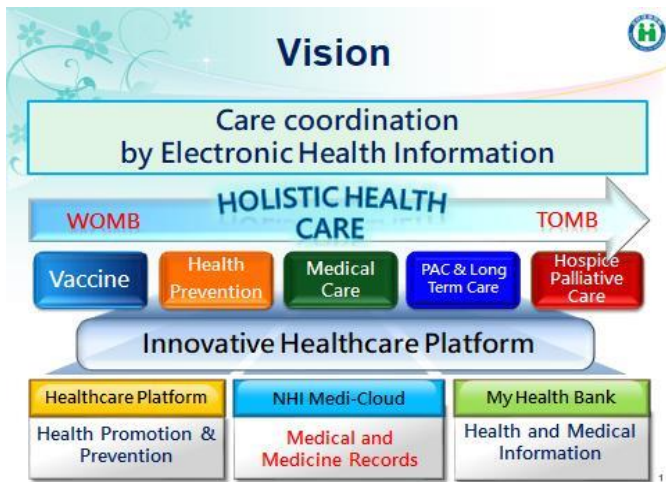 Vision
Care coordination
by Electronic Health Information
HOLISTIC HEALTH
CARE
WOMB
TOMB
Vaccine
Health
Prevention
Medical
Care
PAC & Long
Term Care
Hospice
Palliative
Care
Innovative Healthcare Platform
Healthcare Platform
Health Promotion &
Prevention
NHI Medi-Cloud
Medical and
Medicine Records
My Health Bank
Health and Medical
Information
1